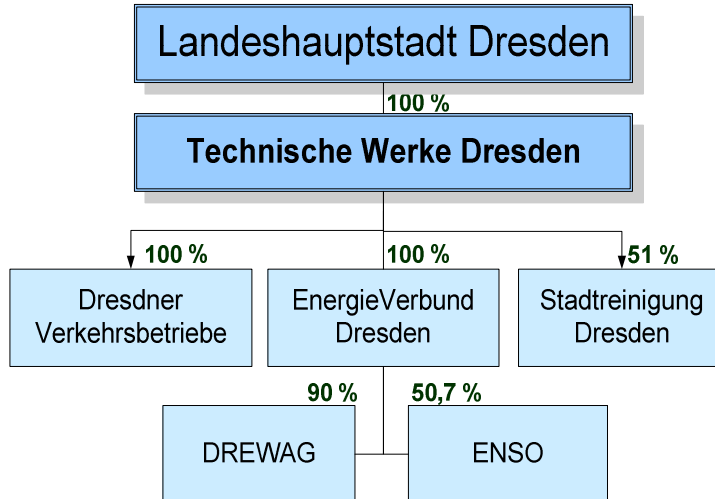 Landeshauptstadt Dresden
100 %
Technische Werke Dresden
100 %
100 %
51 %
Dresdner
Verkehrsbetriebe
EnergieVerbund
Dresden
Stadtreinigung
Dresden
90 %
50,7 %
DREWAG
ENSO